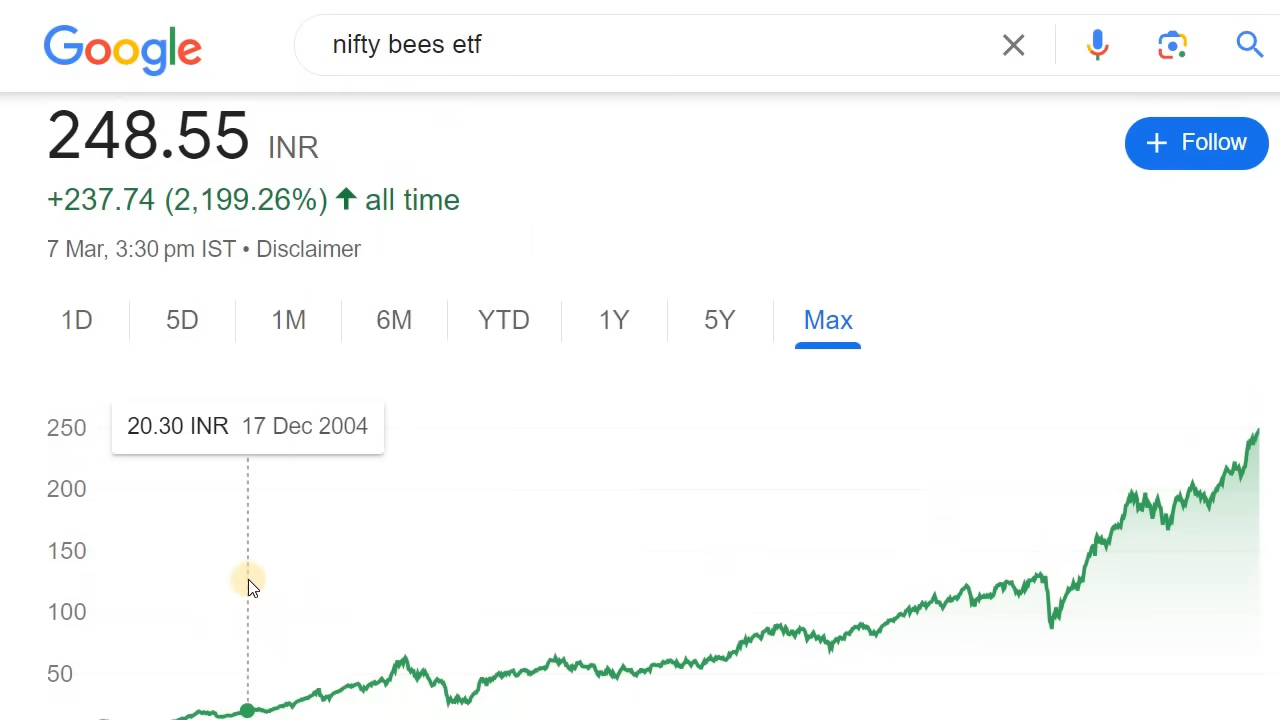 Google
nifty bees etf
248.55 INR
+ Follow
+237.74 (2,199.26%) ↑ all time
7 Mar, 3:30 pm IST • Disclaimer
1D 5D 1M 6M YTD 1Y 5Y Max
20.30 INR 17 Dec 2004
250
200
150
100
50